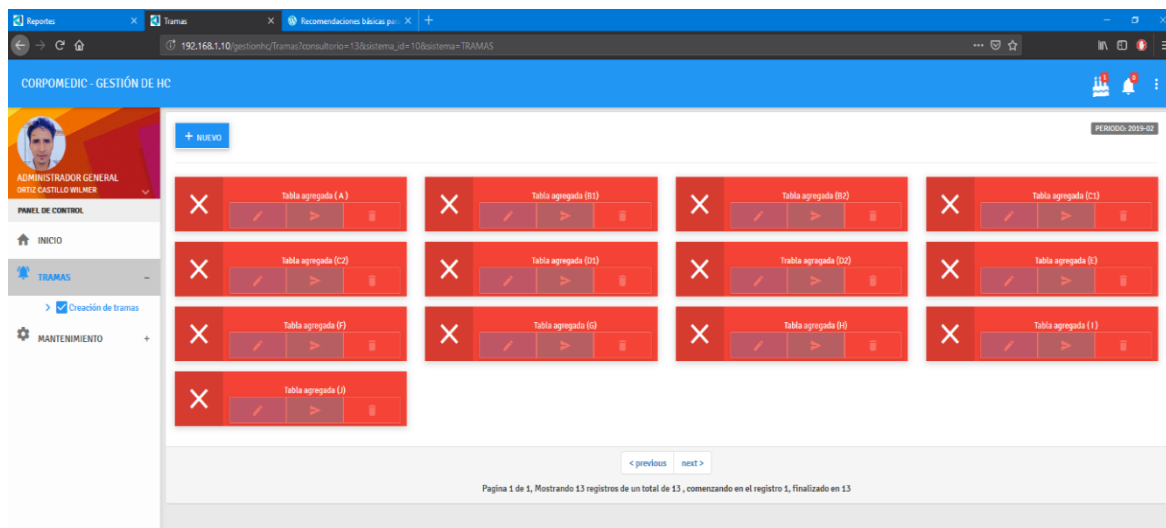 Reportes
Tramas
Recomendaciones básicas par
192.168.1.10/gestionhc/Tramas?consultorio=13&sistema_id=10&sistema=TRAMAS
CORPOMEDIC - GESTIÓN DE HC
1
0
ADMINISTRADOR GENERAL
ORTIZ CASTILLO WILMER
PANEL DE CONTROL
INICIO
TRAMAS
Creación de tramas
MANTENIMIENTO
+ NUEVO
PERIODO: 2019-02
Tabla agregada ( A )
Tabla agregada (B1)
Tabla agregada (B2)
Tabla agregada (C1)
Tabla agregada (C2)
Tabla agregada (D1)
Trabla agragada (D2)
Tabla agregada (E)
Tabla agregada (F)
Tabla agregada (G)
Tabla agregada (H)
Tabla agregada ( I )
Tabla agregada (J)
< previous next >
Pagina 1 de 1, Mostrando 13 registros de un total de 13 , comenzando en el registro 1, finalizado en 13